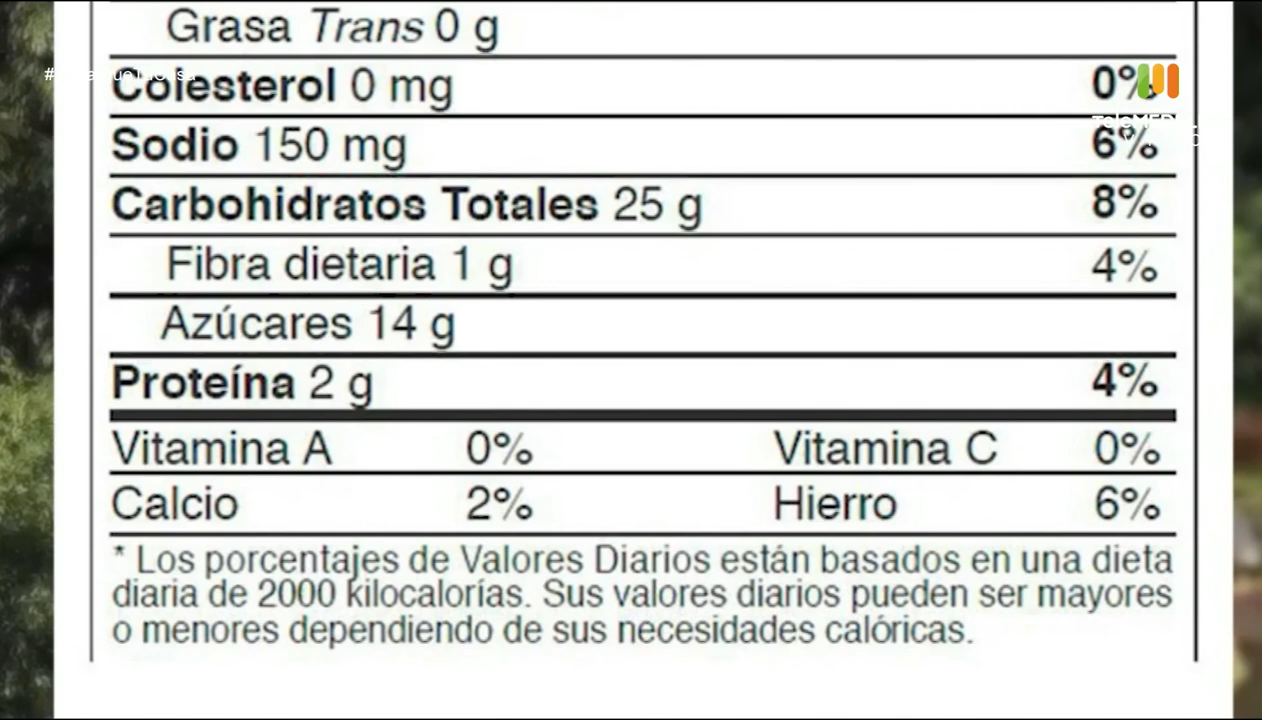 Grasa Trans 0 g
Colesterol 0 mg 0%
Sodio 150 mg 6%
Carbohidratos Totales 25 g 8%
Fibra dietaria 1 g 4%
Azúcares 14 g
Proteína 2 g 4%
Vitamina A 0% Vitamina C 0%
Calcio 2% Hierro 6%
* Los porcentajes de Valores Diarios están basados en una dieta
diaria de 2000 kilocalorías. Sus valores diarios pueden ser mayores
o menores dependiendo de sus necesidades calóricas.